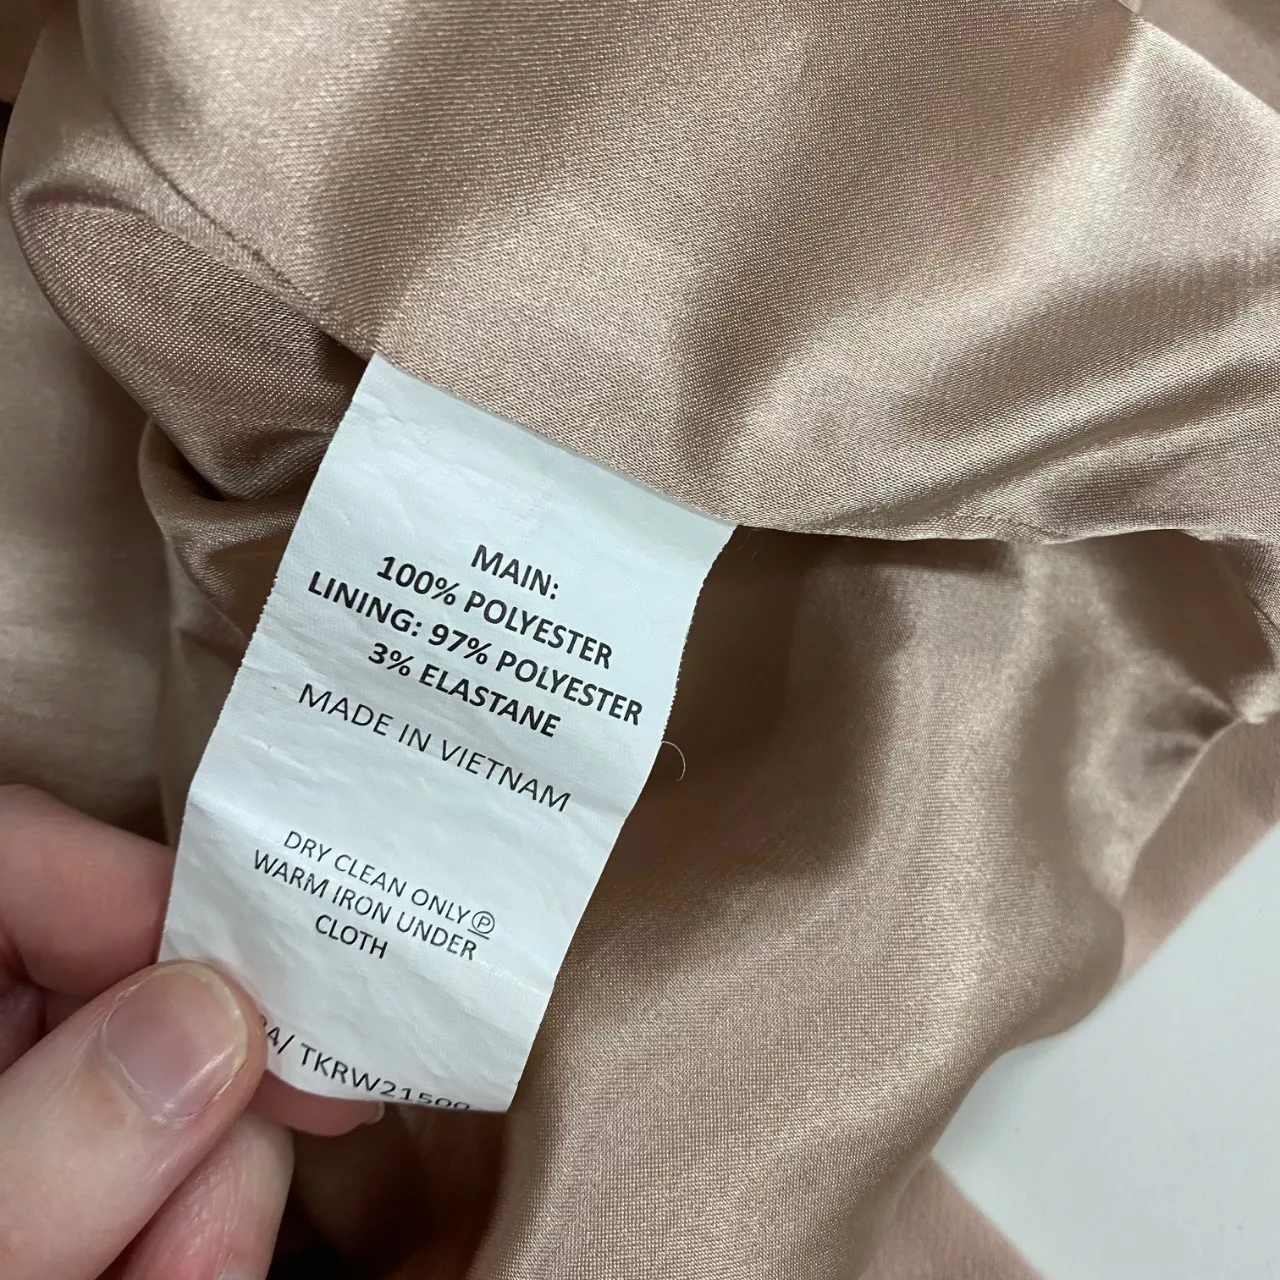 MAIN:
100% POLYESTER
LINING: 97% POLYESTER
3% ELASTANE
MADE IN VIETNAM
DRY CLEAN ONLY Ⓟ
WARM IRON UNDER
CLOTH